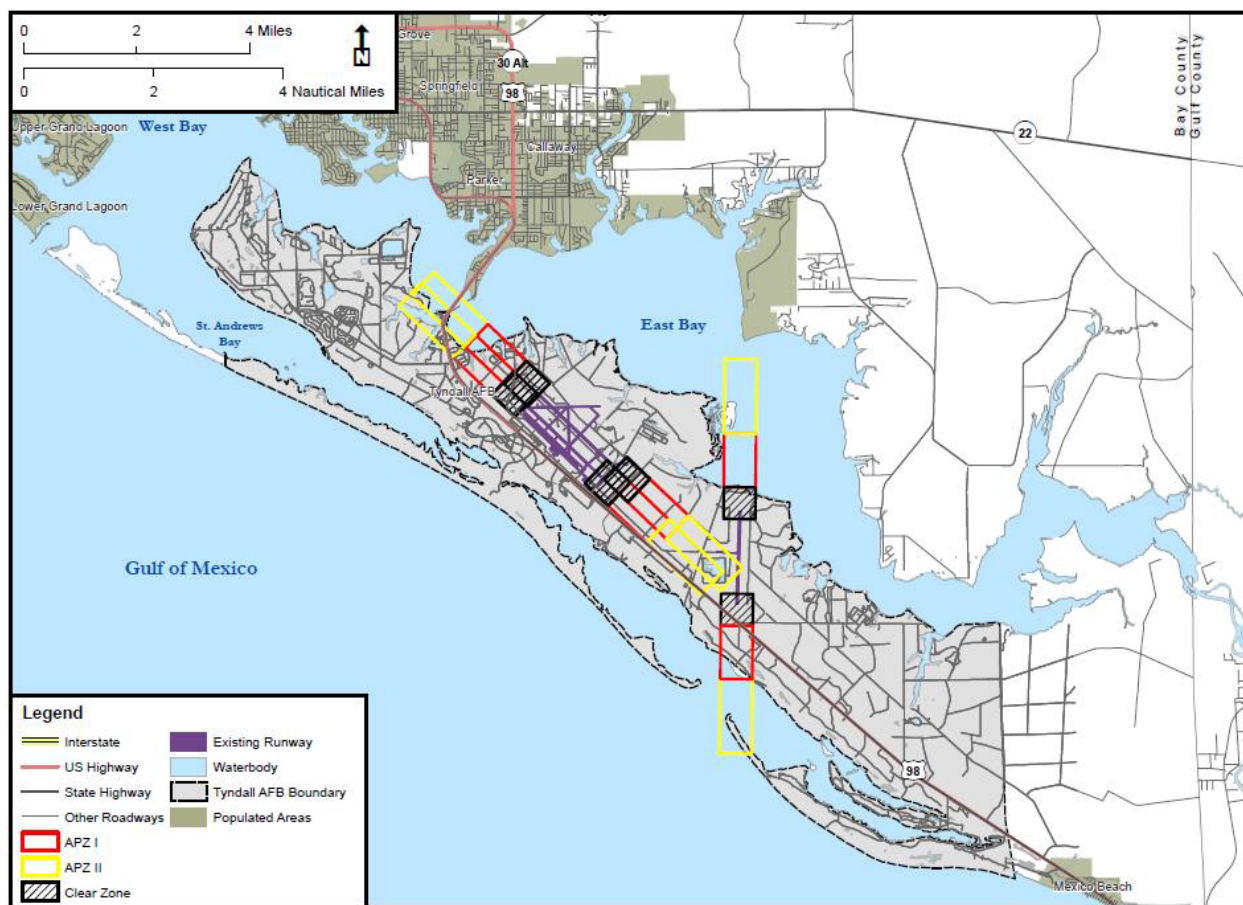 0 2 4 Miles
N
0 2 4 Nautical Miles
Grove
30 Alt
Springfield
98
Bay County
Gulf County
Upper Grand Lagoon
West Bay
22
Callaway
Parker
Lower Grand Lagoon
St. Andrews
Bay
East Bay
Tyndall AFB
Gulf of Mexico
98
Mexico Beach
Legend
Interstate
US Highway
State Highway
Other Roadways
APZ I
APZ II
Clear Zone
Existing Runway
Waterbody
Tyndall AFB Boundary
Populated Areas